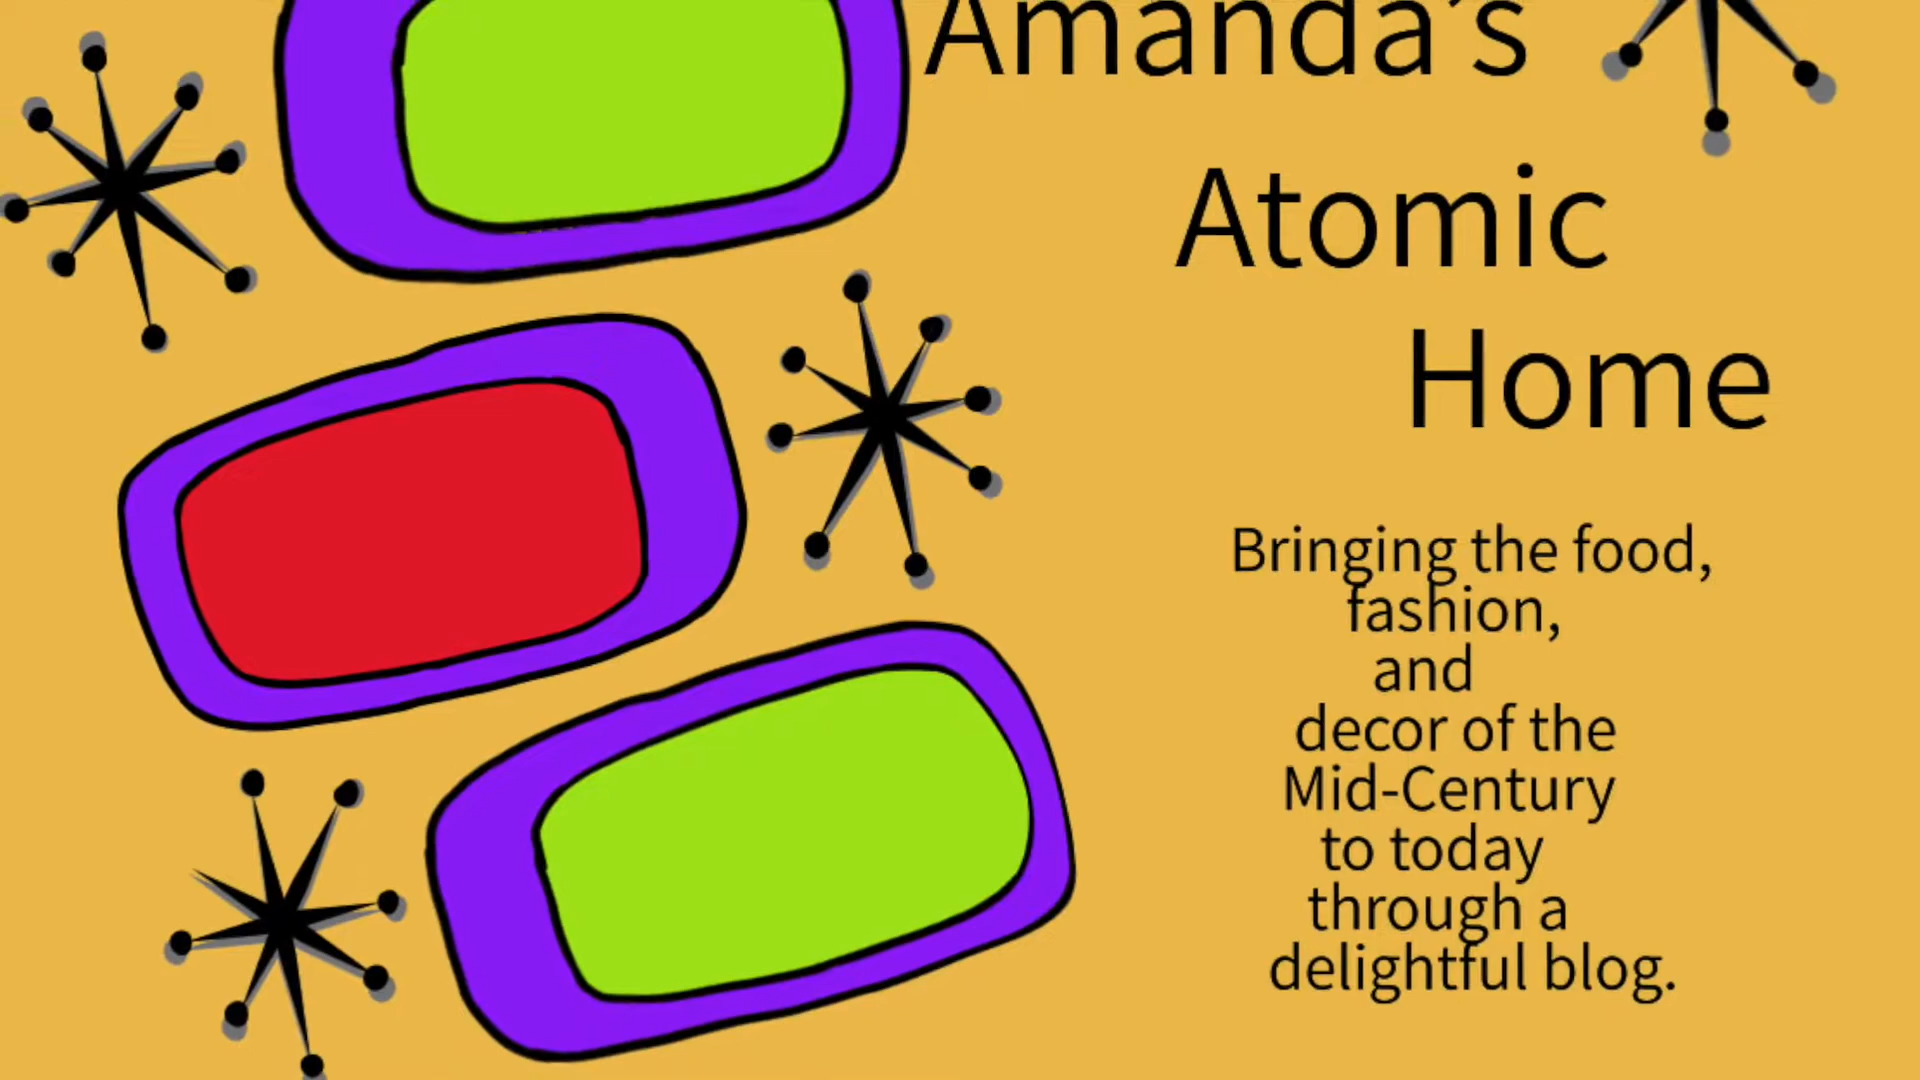 Amanda's
Atomic
Home
Bringing the food,
fashion,
and
decor of the
Mid-Century
to today
through a
delightful blog.